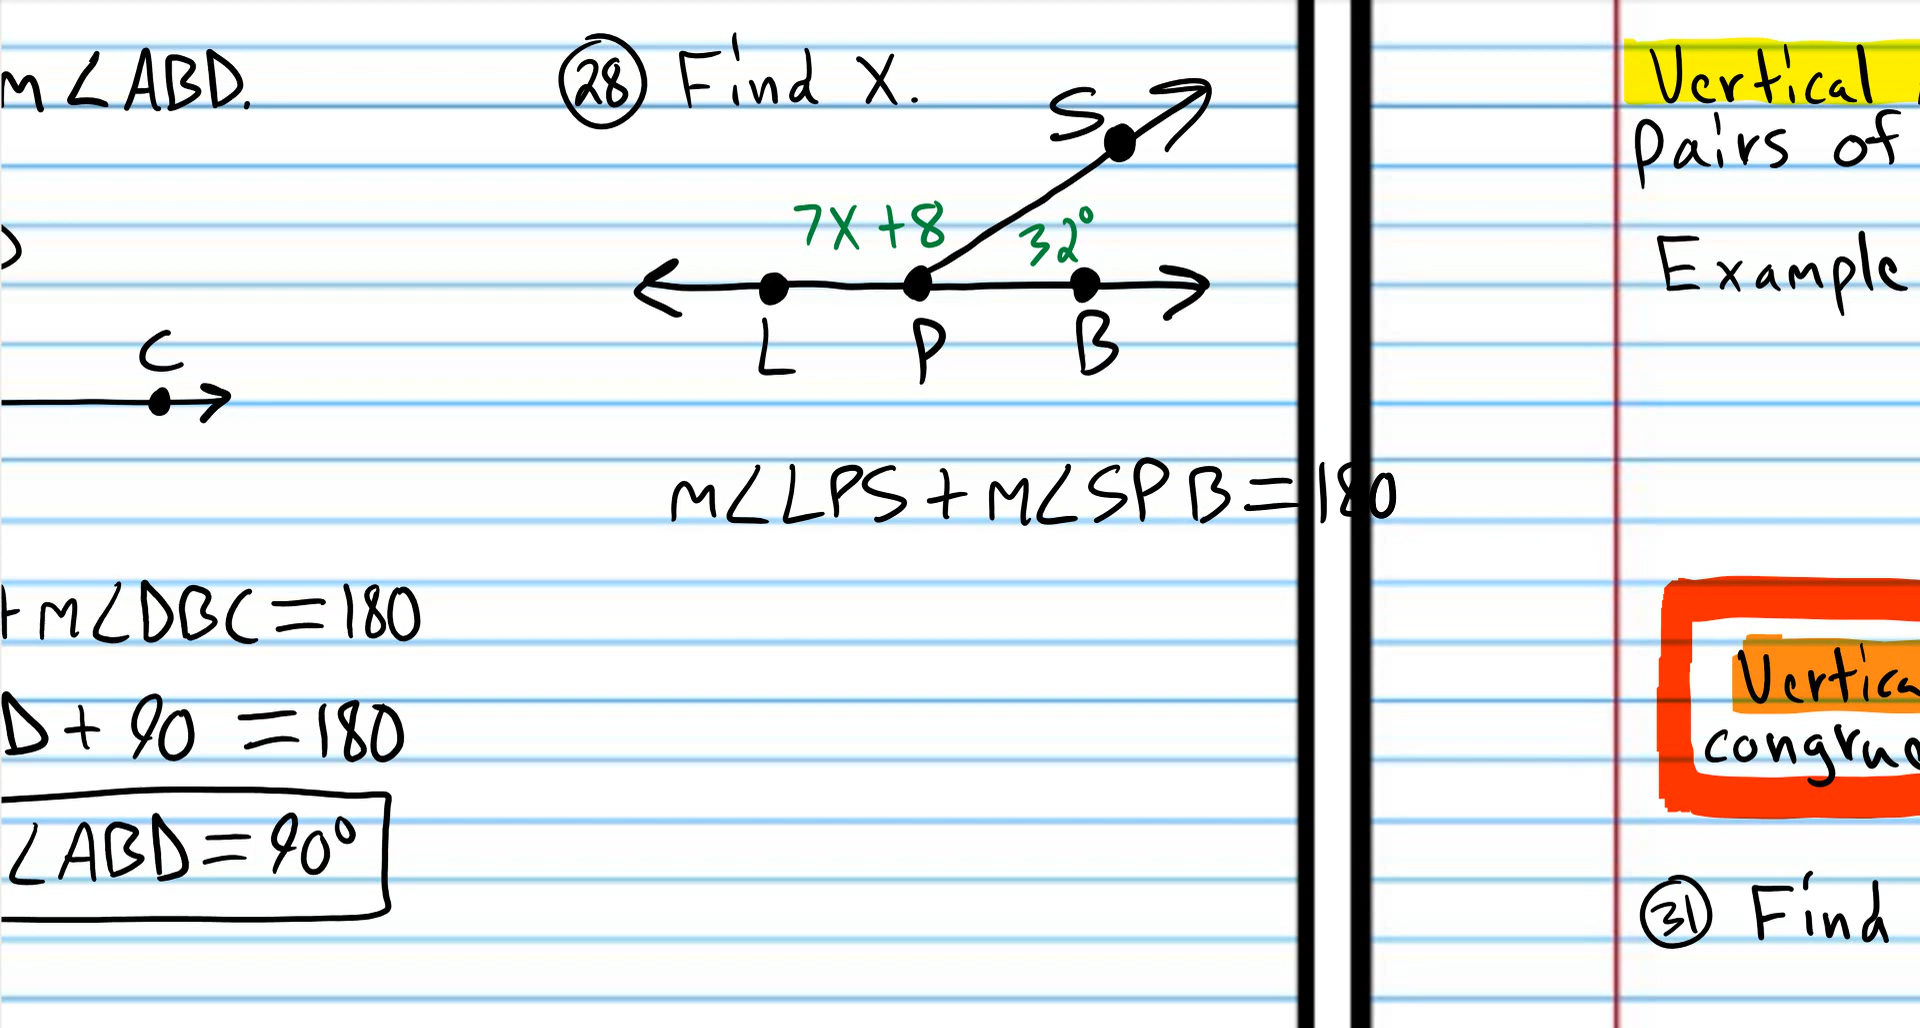 m∠ABD.
C
+m∠DBC=180
D+90=180
∠ABD=90°
28 Find X.
S
7X+8
32°
L P B
m∠LPS+m∠SPB=180
Vertical
pairs of
Example
Vertica
congrue
31 Find